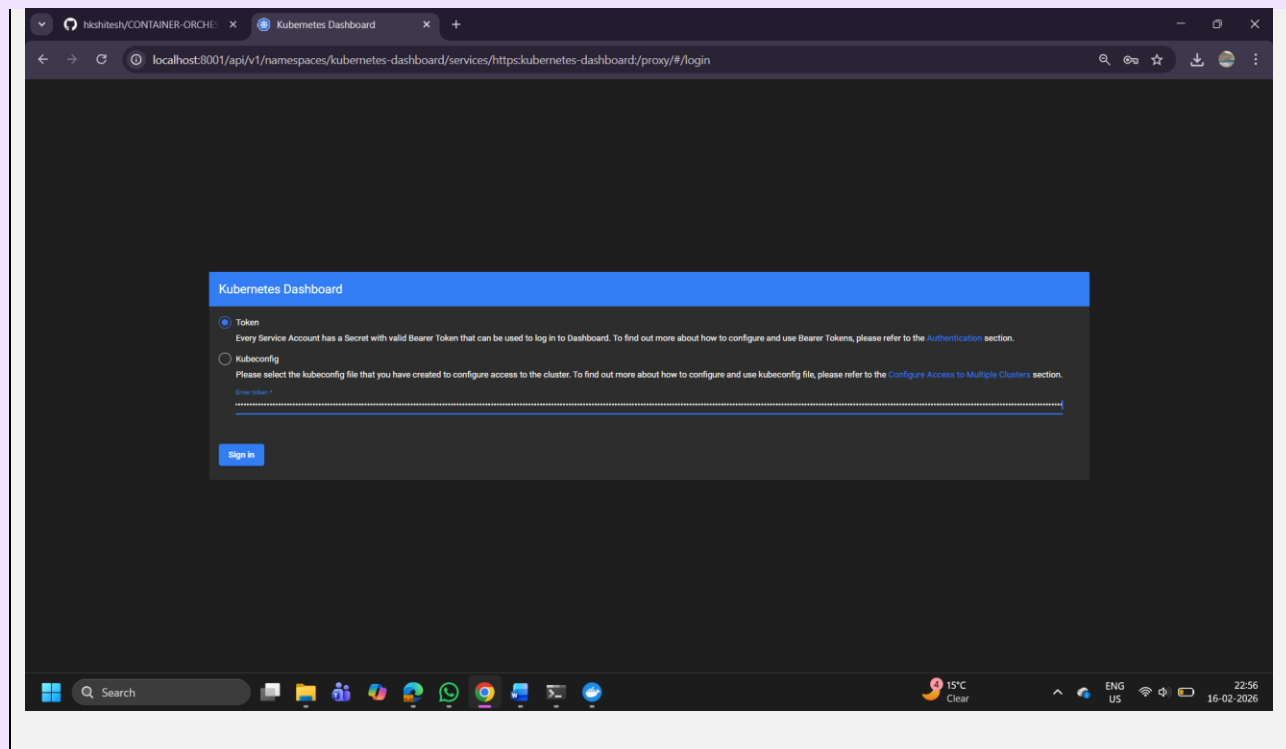 hkshitesh/CONTAINER-ORCHES
Kubernetes Dashboard
localhost:8001/api/v1/namespaces/kubernetes-dashboard/services/https:kubernetes-dashboard:/proxy/#/login
Kubernetes Dashboard
Token
Every Service Account has a Secret with valid Bearer Token that can be used to log in to Dashboard. To find out more about how to configure and use Bearer Tokens, please refer to the Authentication section.
Kubeconfig
Please select the kubeconfig file that you have created to configure access to the cluster. To find out more about how to configure and use kubeconfig file, please refer to the Configure Access to Multiple Clusters section.
Enter token *
Sign in
Search
4
15°C
Clear
ENG
US
22:56
16-02-2026